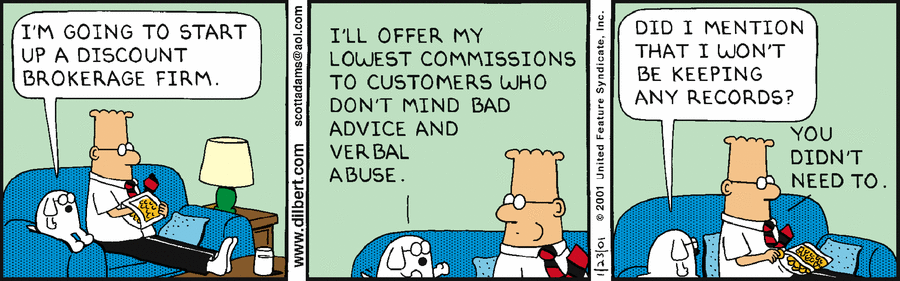 I'M GOING TO START
UP A DISCOUNT
BROKERAGE FIRM.
www.dilbert.com scottadams@aol.com
I'LL OFFER MY
LOWEST COMMISSIONS
TO CUSTOMERS WHO
DON'T MIND BAD
ADVICE AND
VERBAL
ABUSE.
1/23/01 © 2001 United Feature Syndicate, Inc.
DID I MENTION
THAT I WON'T
BE KEEPING
ANY RECORDS?
YOU
DIDN'T
NEED TO.